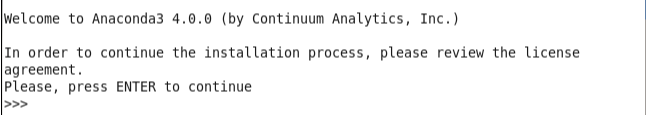 Welcome to Anaconda3 4.0.0 (by Continuum Analytics, Inc.)
In order to continue the installation process, please review the license
agreement.
Please, press ENTER to continue
>>>